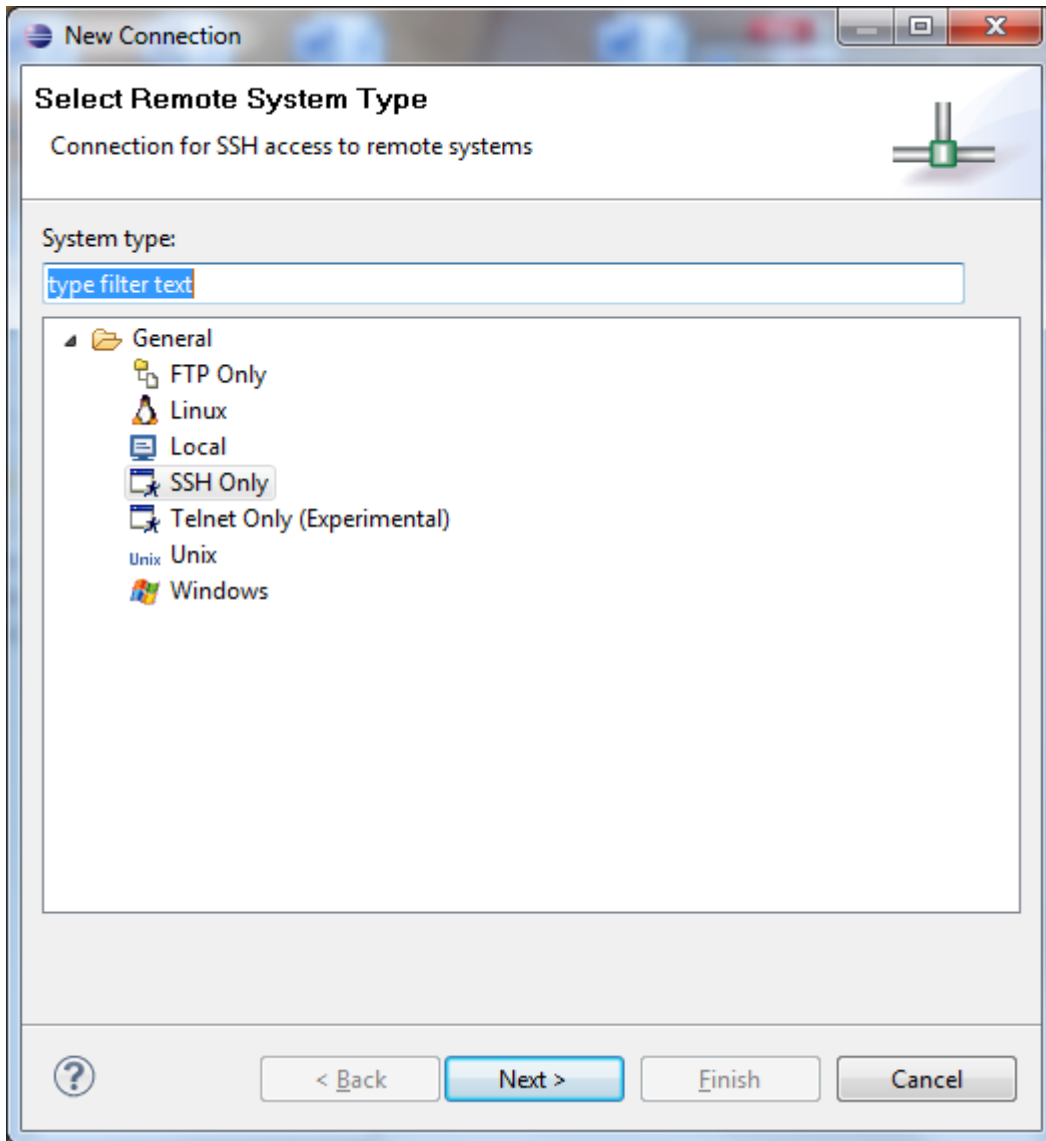 New Connection
Select Remote System Type
Connection for SSH access to remote systems
System type:
type filter text
General
FTP Only
Linux
Local
SSH Only
Telnet Only (Experimental)
Unix Unix
Windows
? < Back Next > Finish Cancel